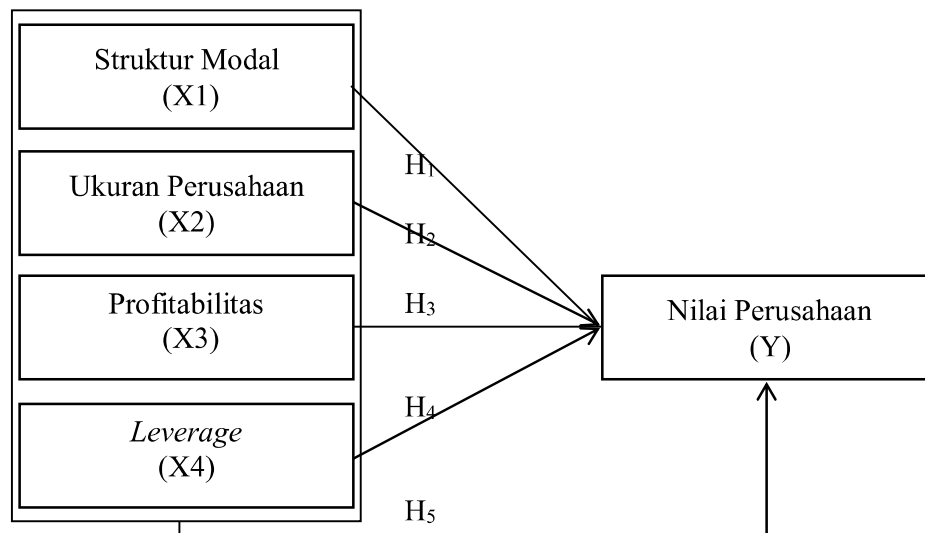 Struktur Modal
(X1)
Ukuran Perusahaan
(X2)
Profitabilitas
(X3)
Leverage
(X4)
H₁
H₂
H₃
H₄
H₅
Nilai Perusahaan
(Y)